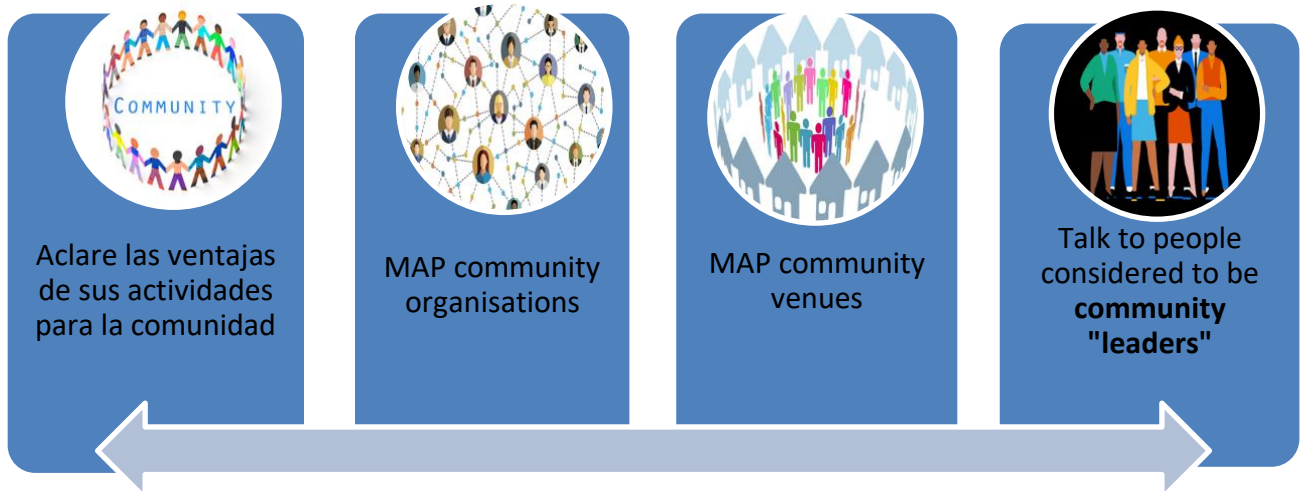 COMMUNITY
Aclare las ventajas
de sus actividades
para la comunidad
MAP community
organisations
MAP community
venues
Talk to people
considered to be
community
"leaders"